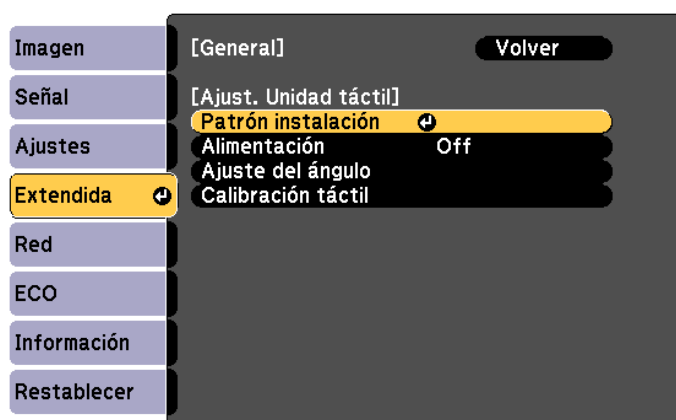 Imagen
Señal
Ajustes
Extendida
Red
ECO
Información
Restablecer
[General] Volver
[Ajust. Unidad táctil]
Patrón instalación
Alimentación Off
Ajuste del ángulo
Calibración táctil